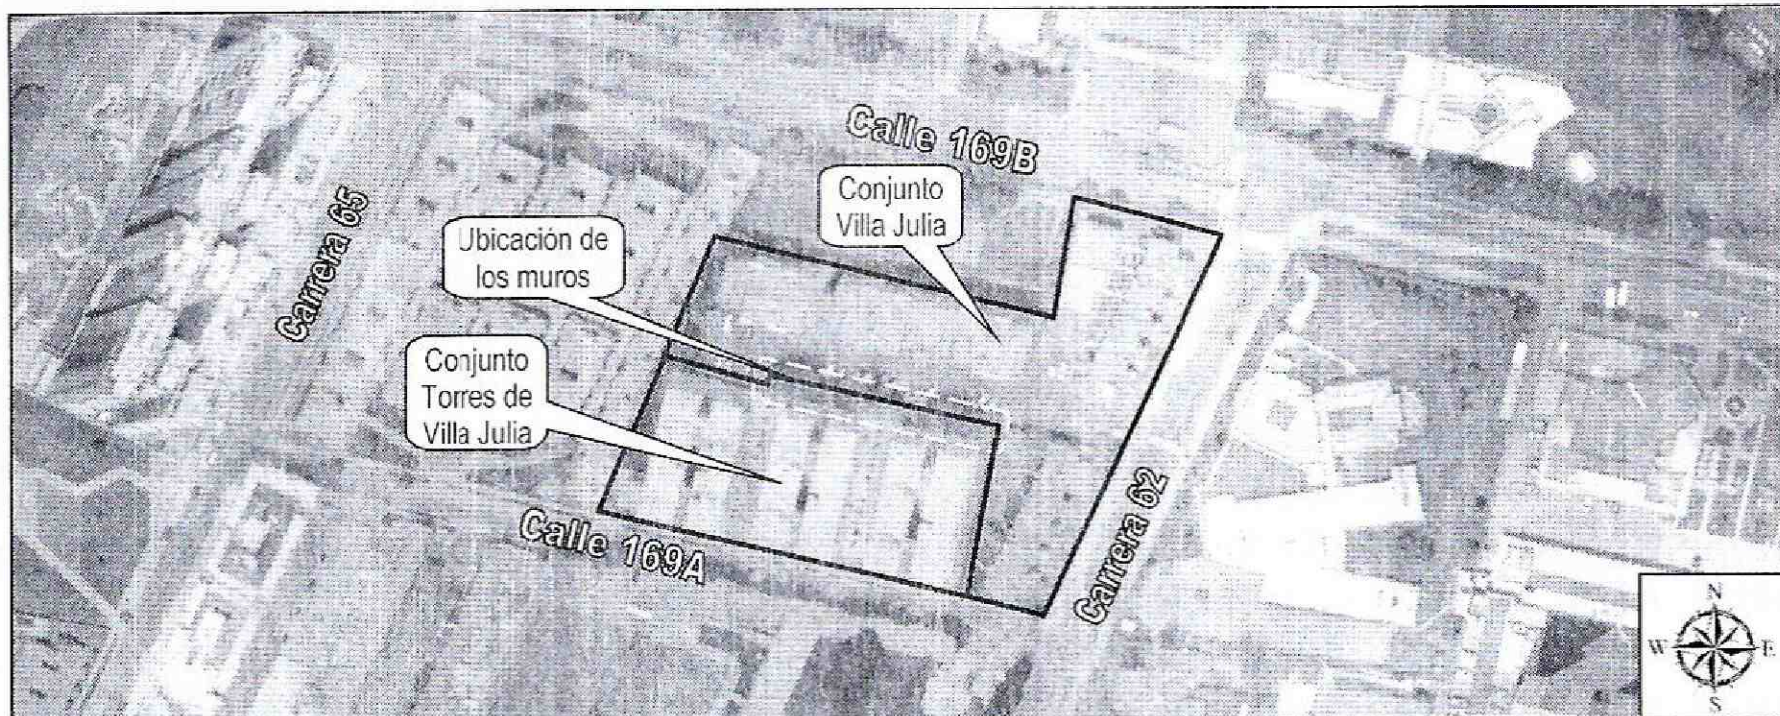 Calle 169B
Conjunto
Villa Julia
Carrera 65
Ubicación de
los muros
Conjunto
Torres de
Villa Julia
Calle 169A
Carrera 62
N
W
E
S